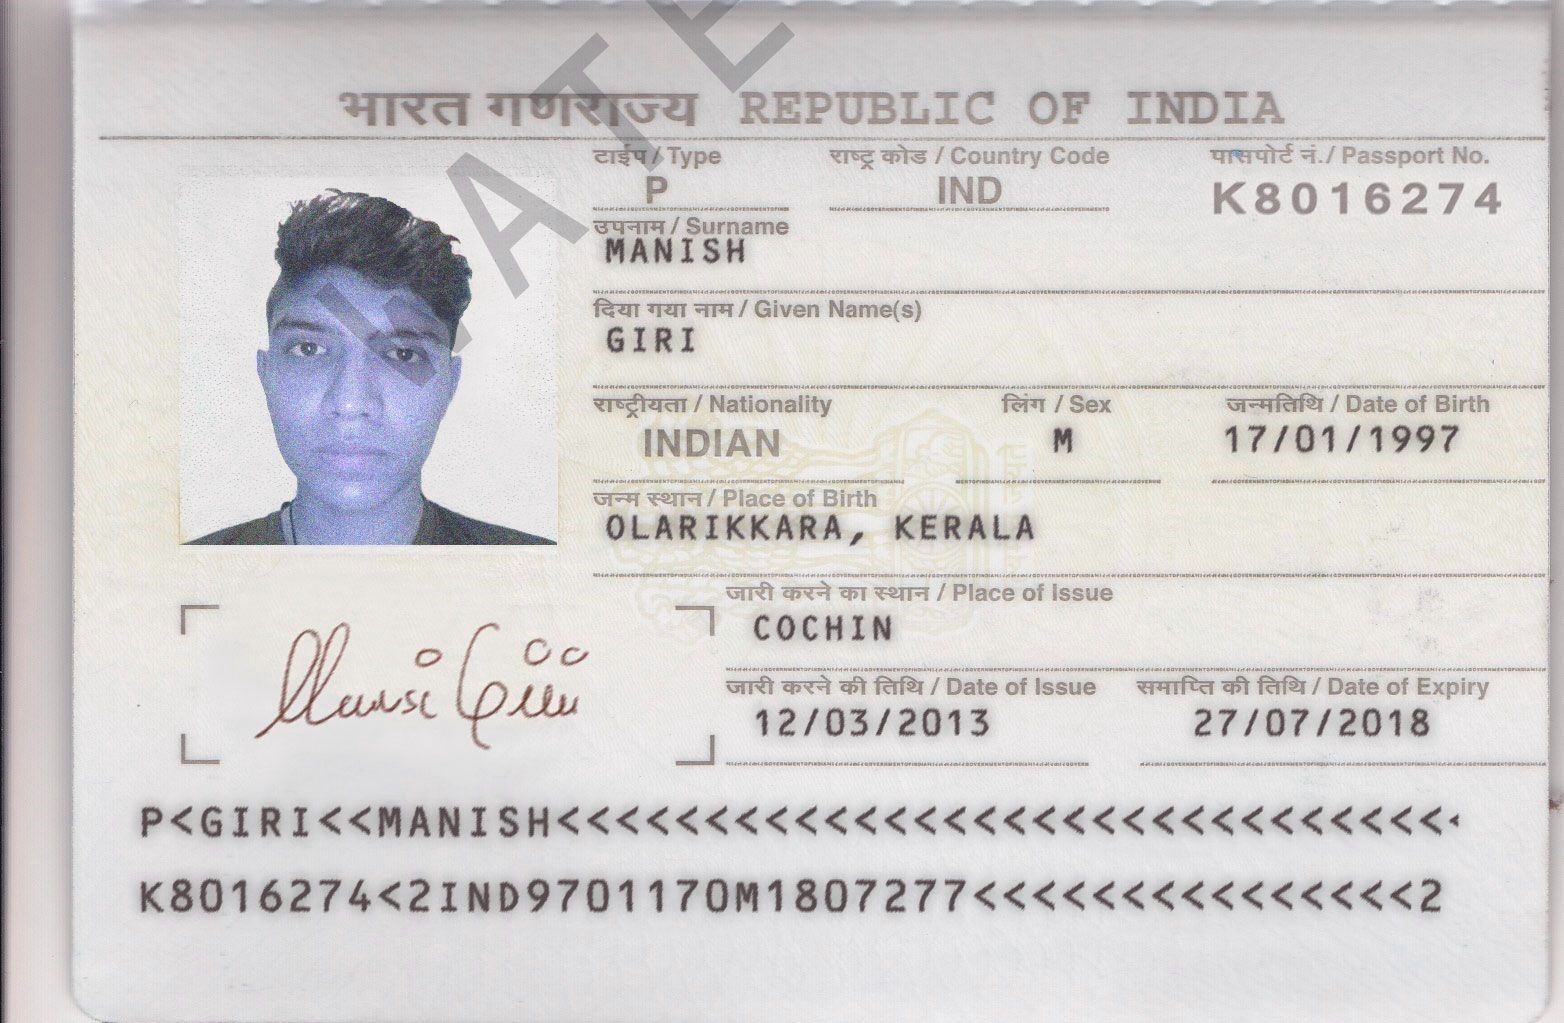 भारत गणराज्य REPUBLIC OF INDIA
टाईप / Type राष्ट्र कोड / Country Code पासपोर्ट नं. / Passport No.
P IND K8016274
उपनाम / Surname
MANISH
दिया गया नाम / Given Name(s)
GIRI
राष्ट्रीयता / Nationality लिंग / Sex जन्मतिथि / Date of Birth
INDIAN M 17/01/1997
जन्म स्थान / Place of Birth
OLARIKKARA, KERALA
जारी करने का स्थान / Place of Issue
COCHIN
जारी करने की तिथि / Date of Issue समाप्ति की तिथि / Date of Expiry
12/03/2013 27/07/2018
Manish Giri
P<GIRI<<MANISH<<<<<<<<<<<<<<<<<<<<<<<<<<<<<<
K8016274<2IND9701170M1807277<<<<<<<<<<<<<<<2